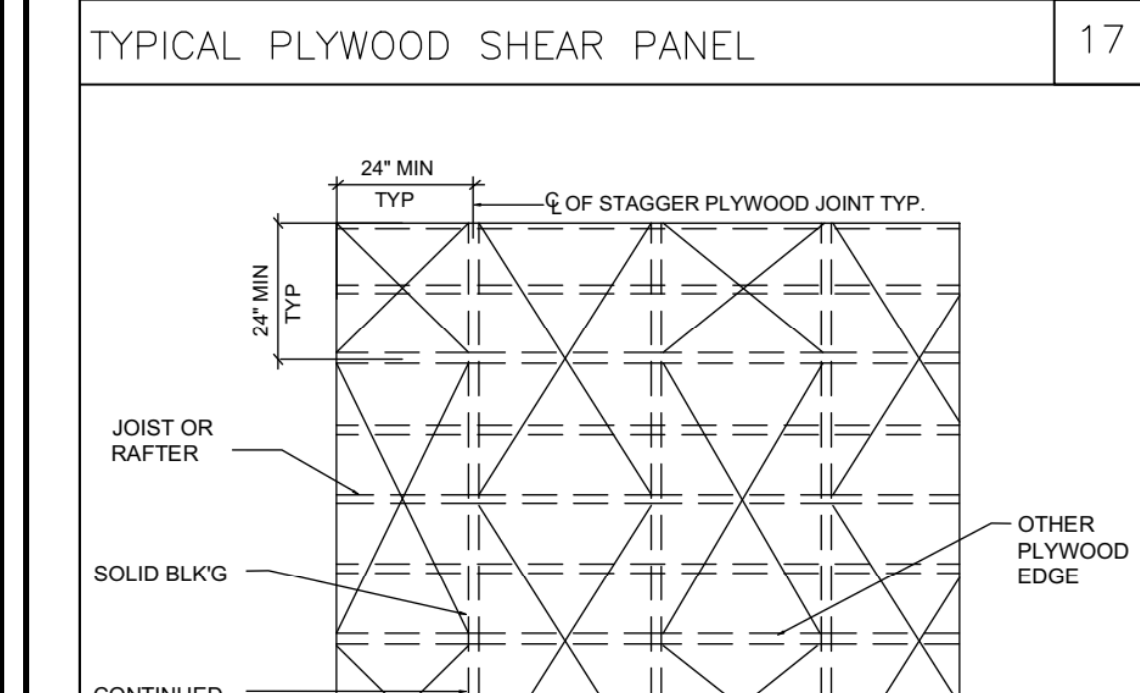 TYPICAL PLYWOOD SHEAR PANEL
17
24" MIN
TYP
℄ OF STAGGER PLYWOOD JOINT TYP.
24" MIN
TYP
JOIST OR
RAFTER
OTHER
PLYWOOD
EDGE
SOLID BLK'G
CONTINUED